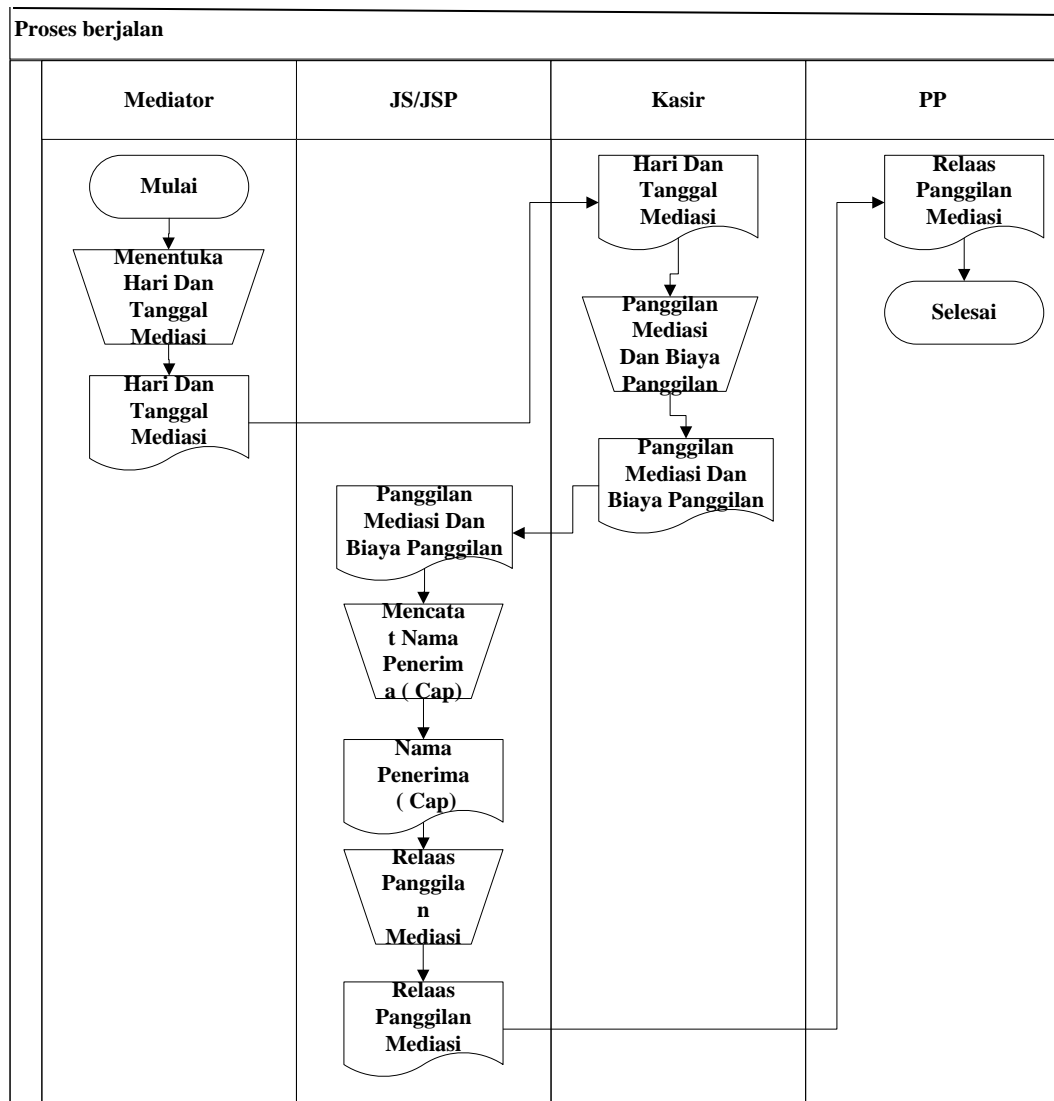 Proses berjalan
Mediator
JS/JSP
Kasir
PP
Mulai
Menentuka
Hari Dan
Tanggal
Mediasi
Hari Dan
Tanggal
Mediasi
Hari Dan
Tanggal
Mediasi
Panggilan
Mediasi
Dan Biaya
Panggilan
Panggilan
Mediasi Dan
Biaya Panggilan
Panggilan
Mediasi Dan
Biaya Panggilan
Mencata
t Nama
Penerim
a ( Cap)
Nama
Penerima
( Cap)
Relaas
Panggila
n
Mediasi
Relaas
Panggilan
Mediasi
Relaas
Panggilan
Mediasi
Selesai